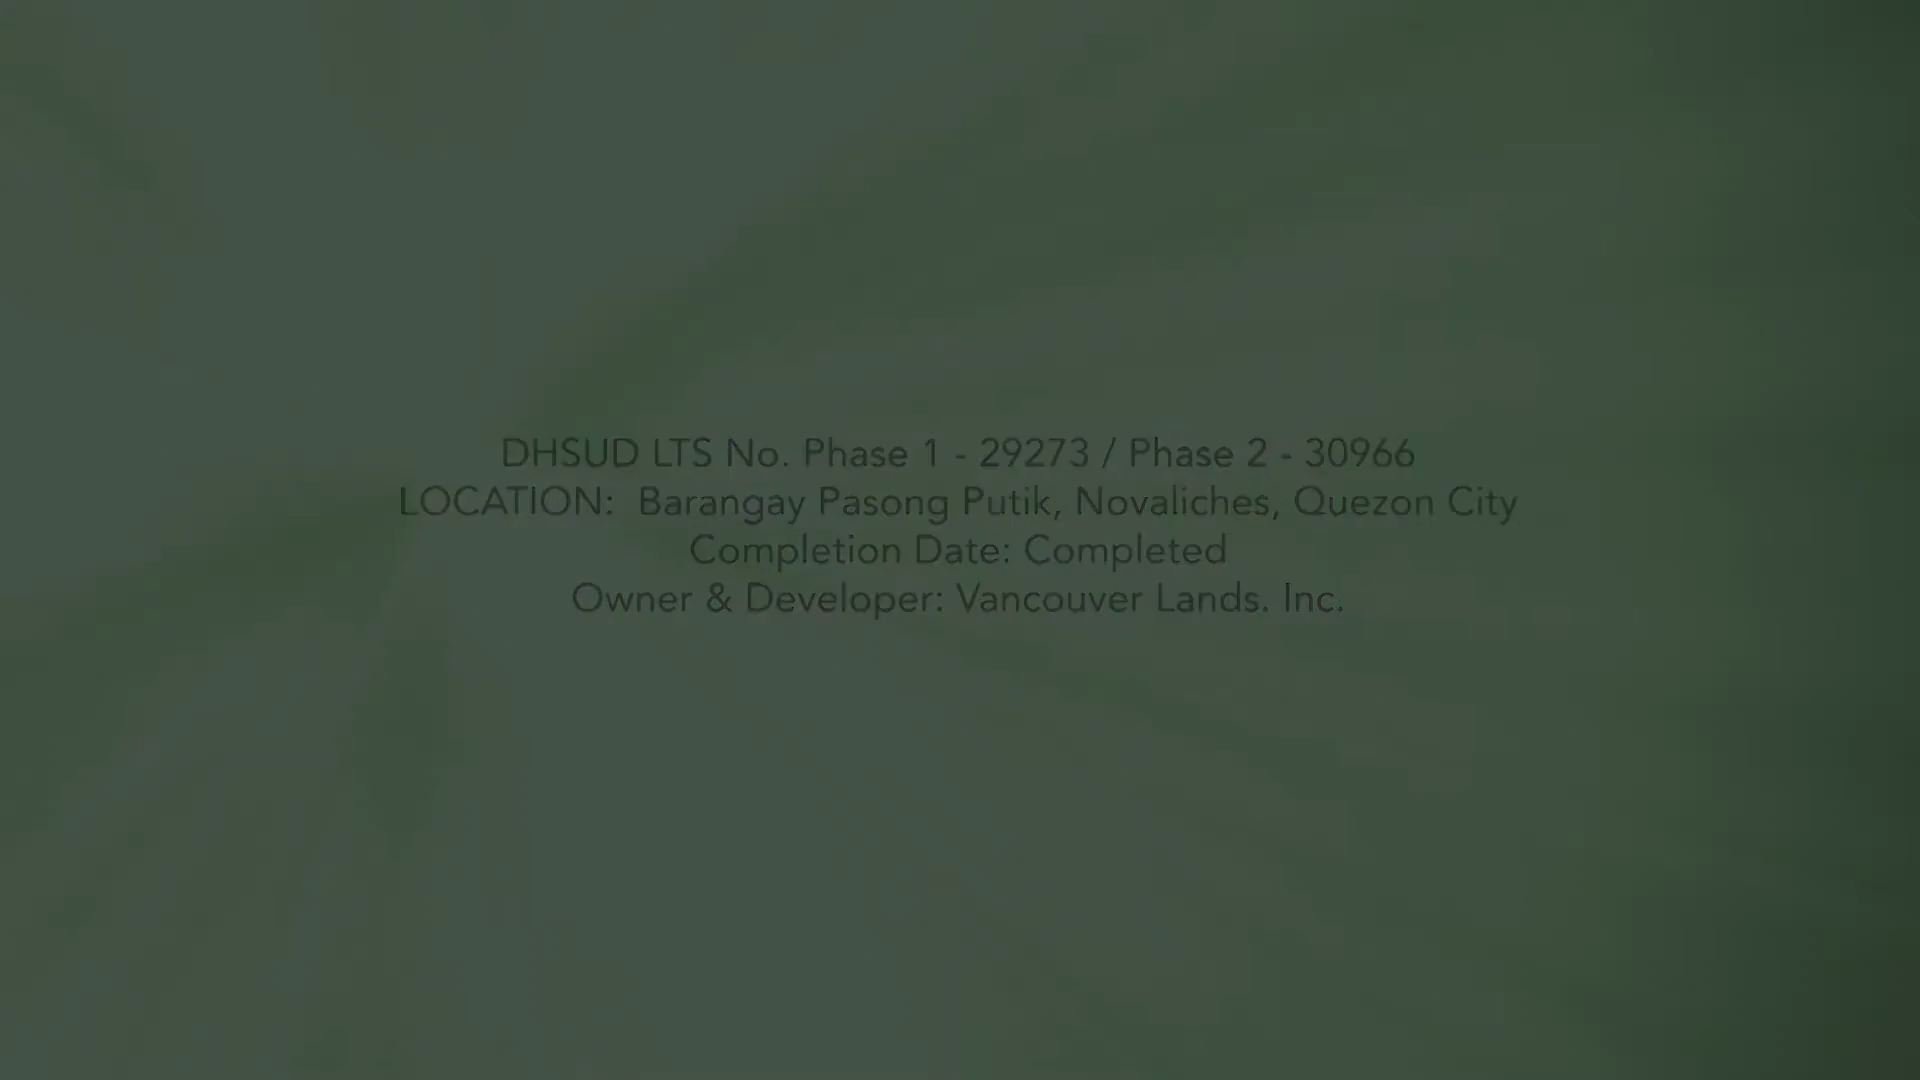 DHSUD LTS No. Phase 1 - 29273 / Phase 2 - 30966
LOCATION: Barangay Pasong Putik, Novaliches, Quezon City
Completion Date: Completed
Owner & Developer: Vancouver Lands. Inc.